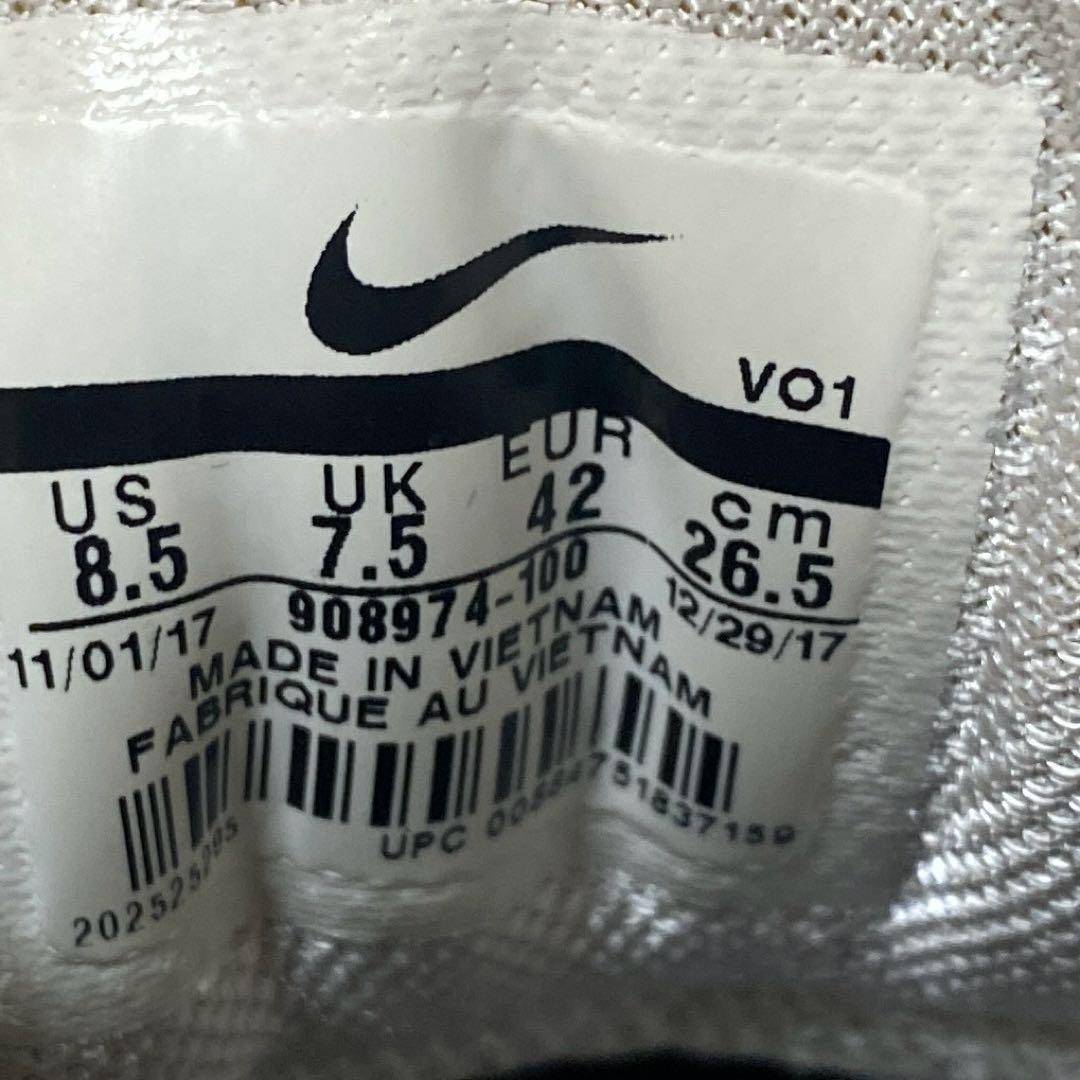 VO1
US UK EUR cm
8.5 7.5 42 26.5
11/01/17 908974-100 12/29/17
MADE IN VIETNAM
FABRIQUE AU VIETNAM
UPC